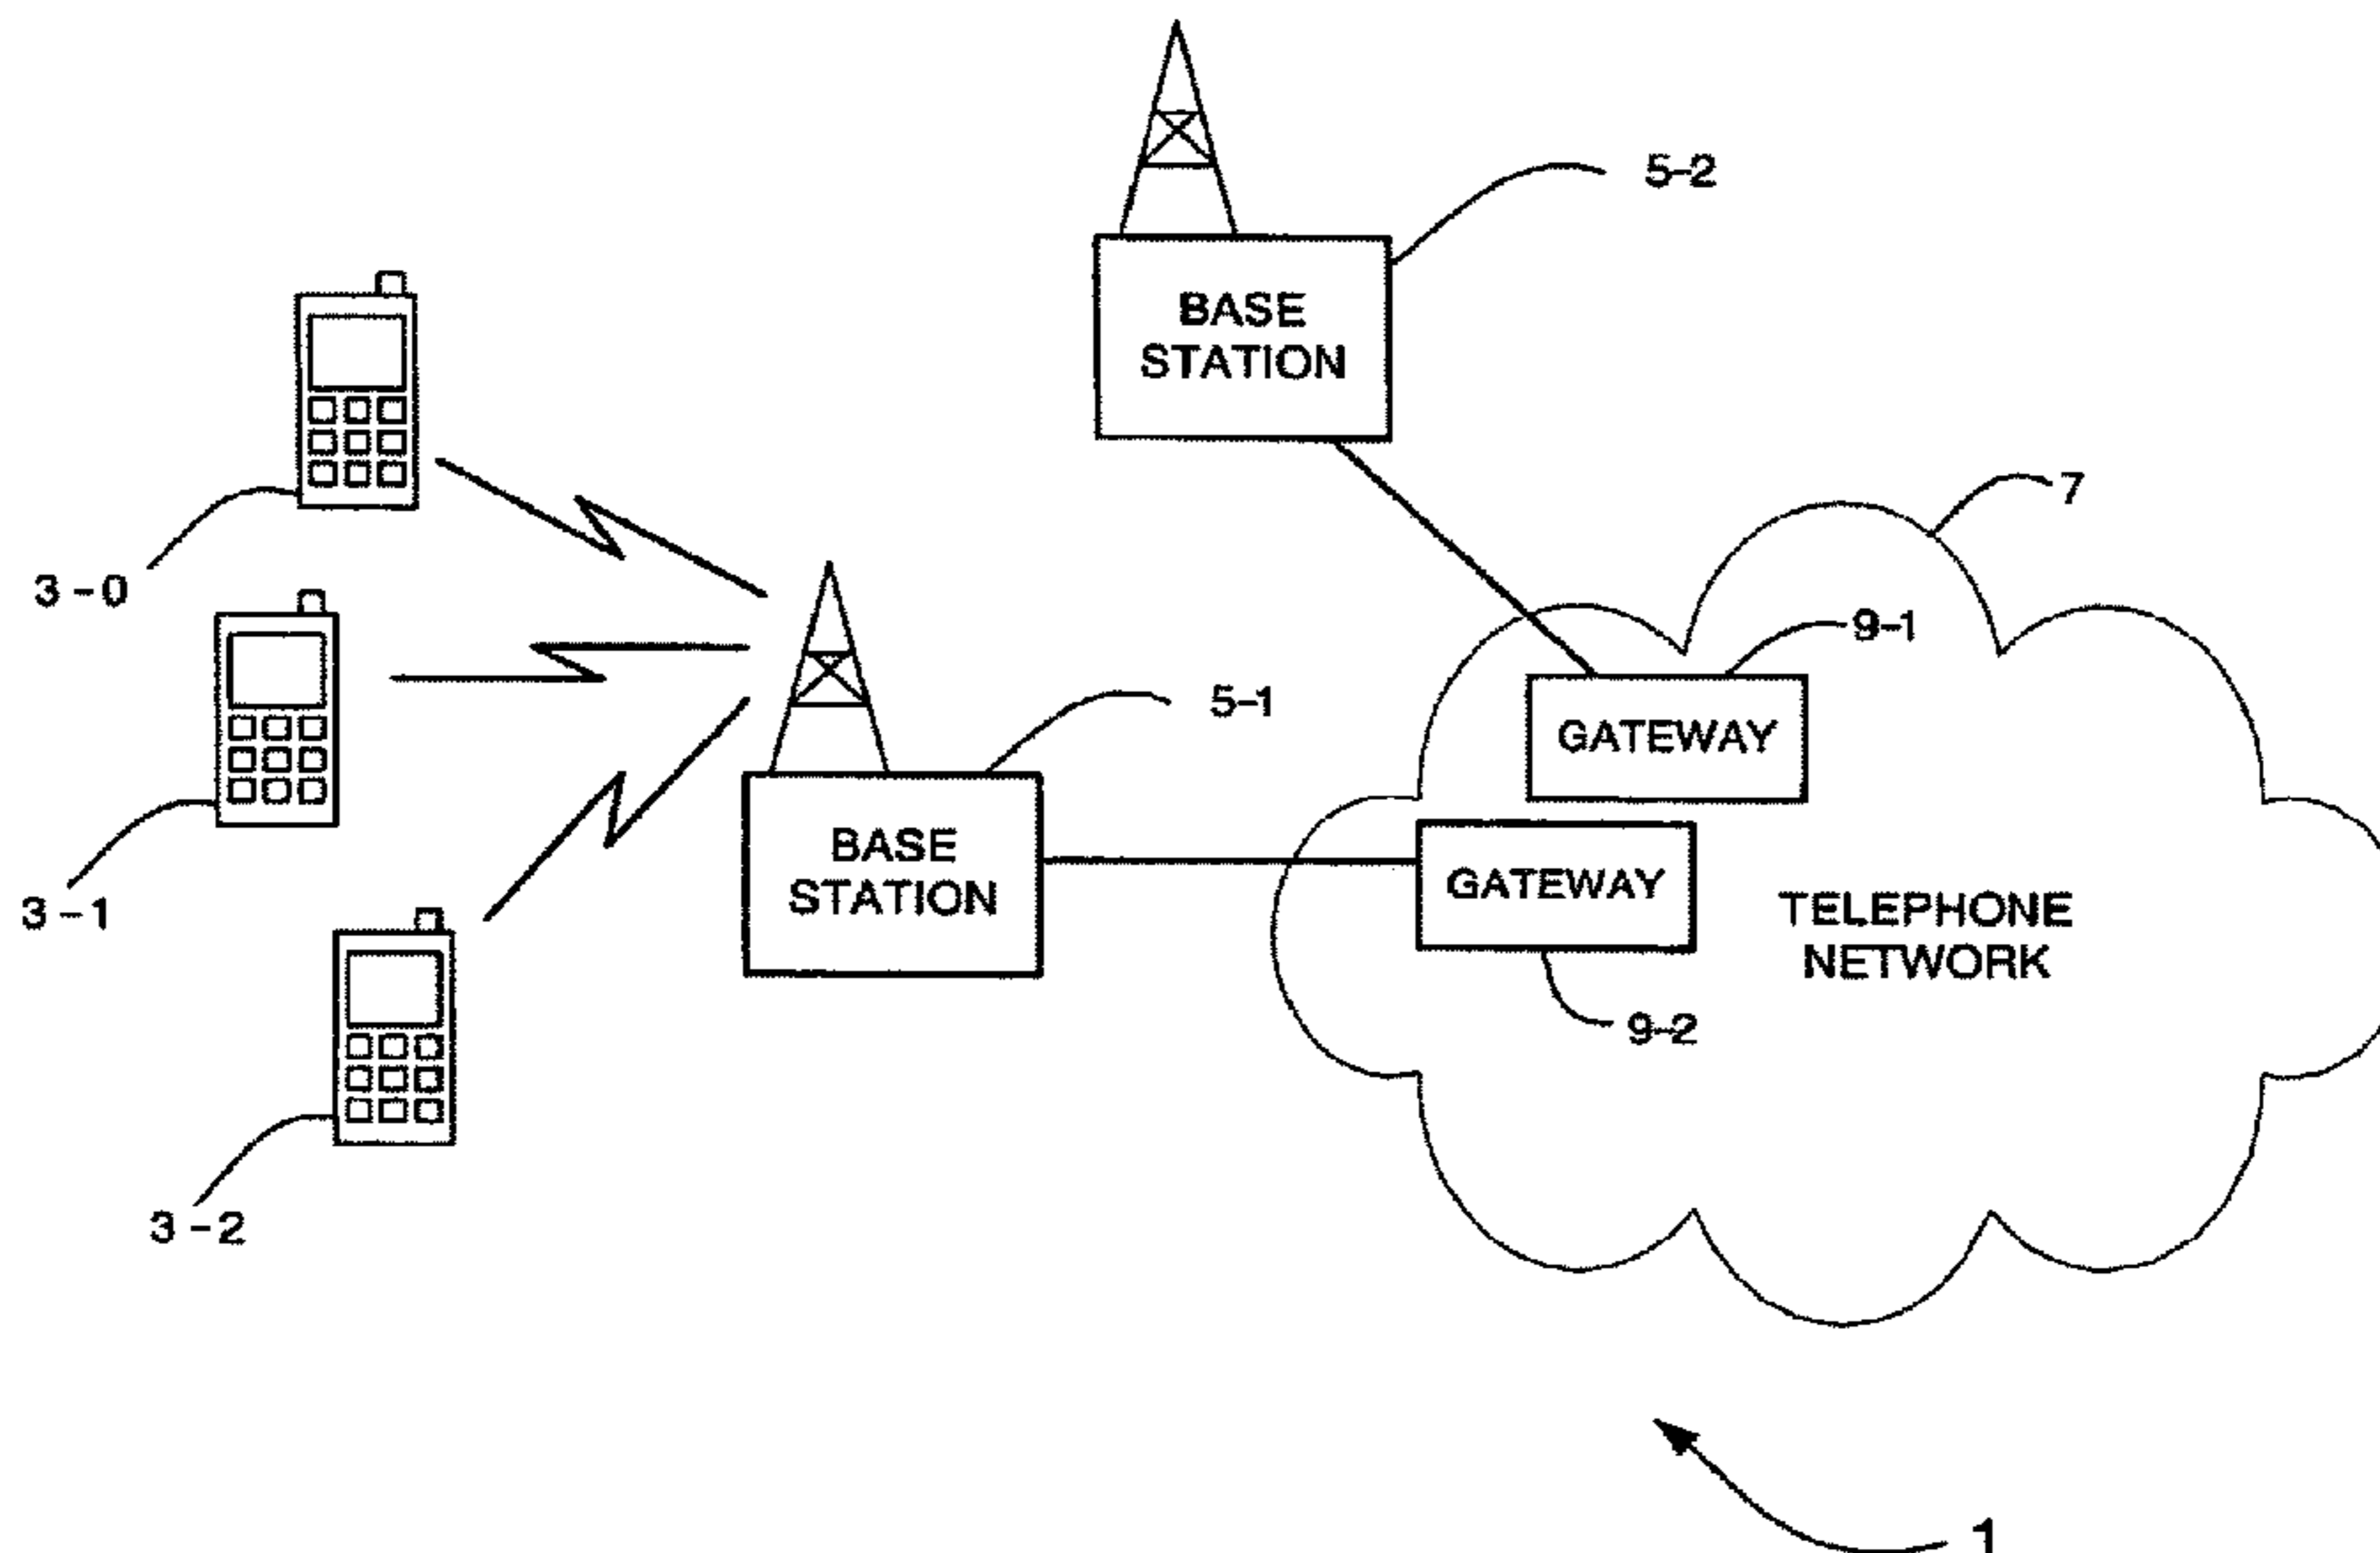 5-2
BASE
STATION
7
3-0
9-1
5-1
GATEWAY
BASE
STATION
GATEWAY
TELEPHONE
NETWORK
3-1
9-2
3-2
1